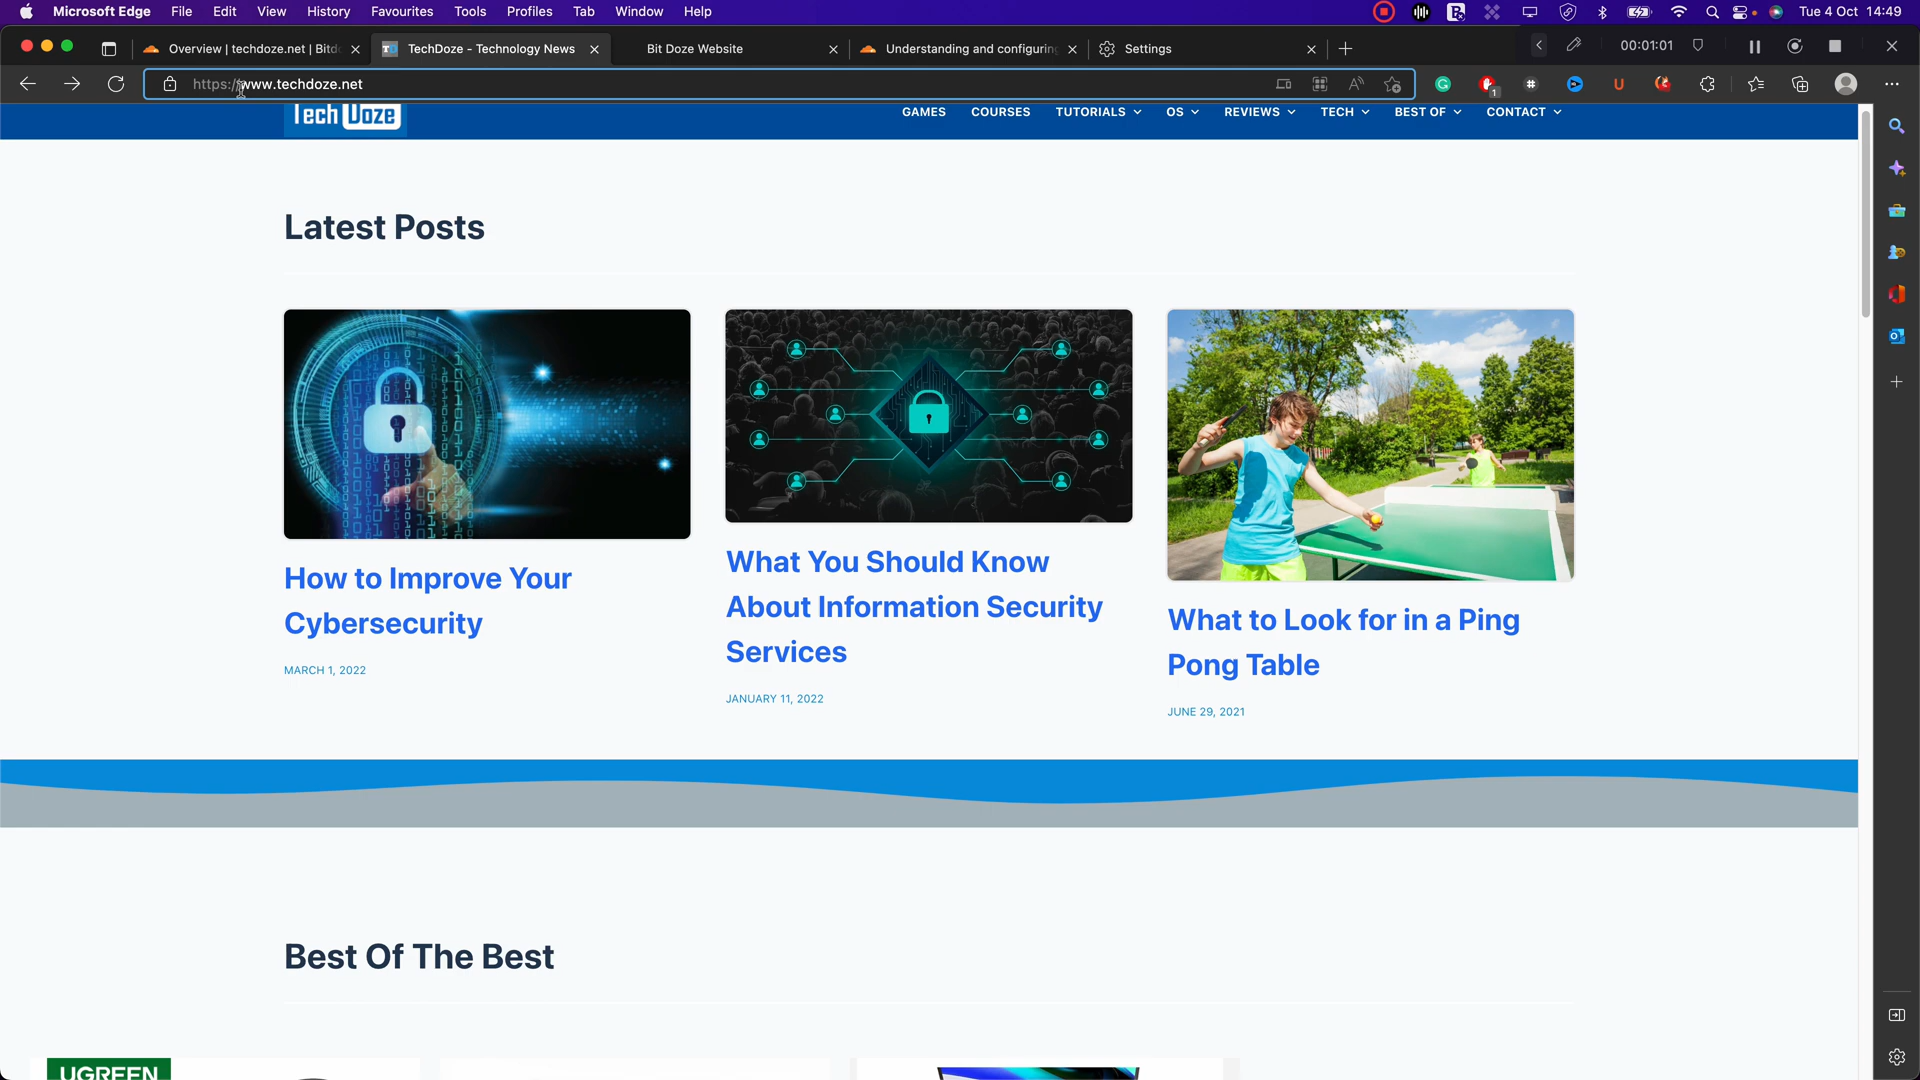 Microsoft Edge File Edit View History Favourites Tools Profiles Tab Window Help Tue 4 Oct 14:49
Overview | techdoze.net | Bitdo TechDoze - Technology News Bit Doze Website Understanding and configuring Settings 00:01:01
https://www.techdoze.net 1
Tech Doze GAMES COURSES TUTORIALS OS REVIEWS TECH BEST OF CONTACT
Latest Posts
How to Improve Your
Cybersecurity
MARCH 1, 2022
What You Should Know
About Information Security
Services
JANUARY 11, 2022
What to Look for in a Ping
Pong Table
JUNE 29, 2021
Best Of The Best
UGREEN